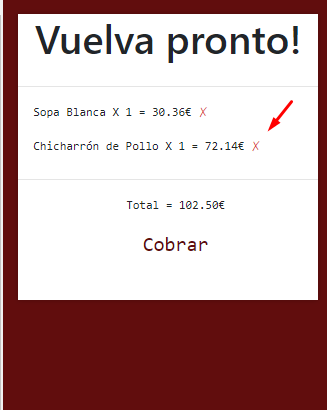 Vuelva pronto!
Sopa Blanca X 1 = 30.36€ X
Chicharrón de Pollo X 1 = 72.14€ X
Total = 102.50€
Cobrar